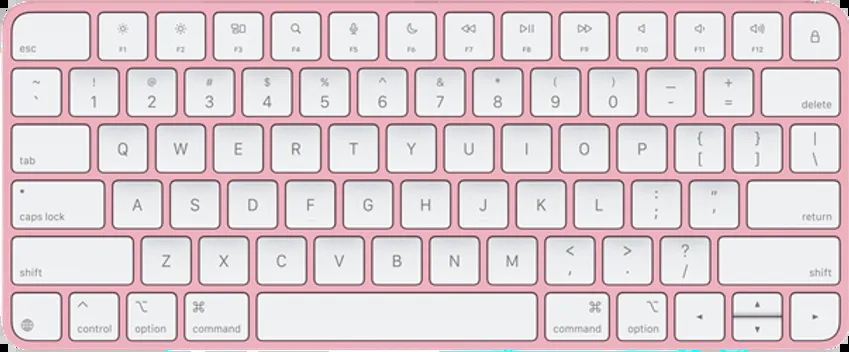 esc F1 F2 F3 F4 F5 F6 F7 F8 F9 F10 F11 F12
~ ! @ # $ % ^ & * ( ) — +
` 1 2 3 4 5 6 7 8 9 0 - = delete
tab Q W E R T Y U I O P { [ } ] | \
caps lock A S D F G H J K L : ; " ' return
shift Z X C V B N M < , > . ? / shift
control option ⌘ command ⌘ command option